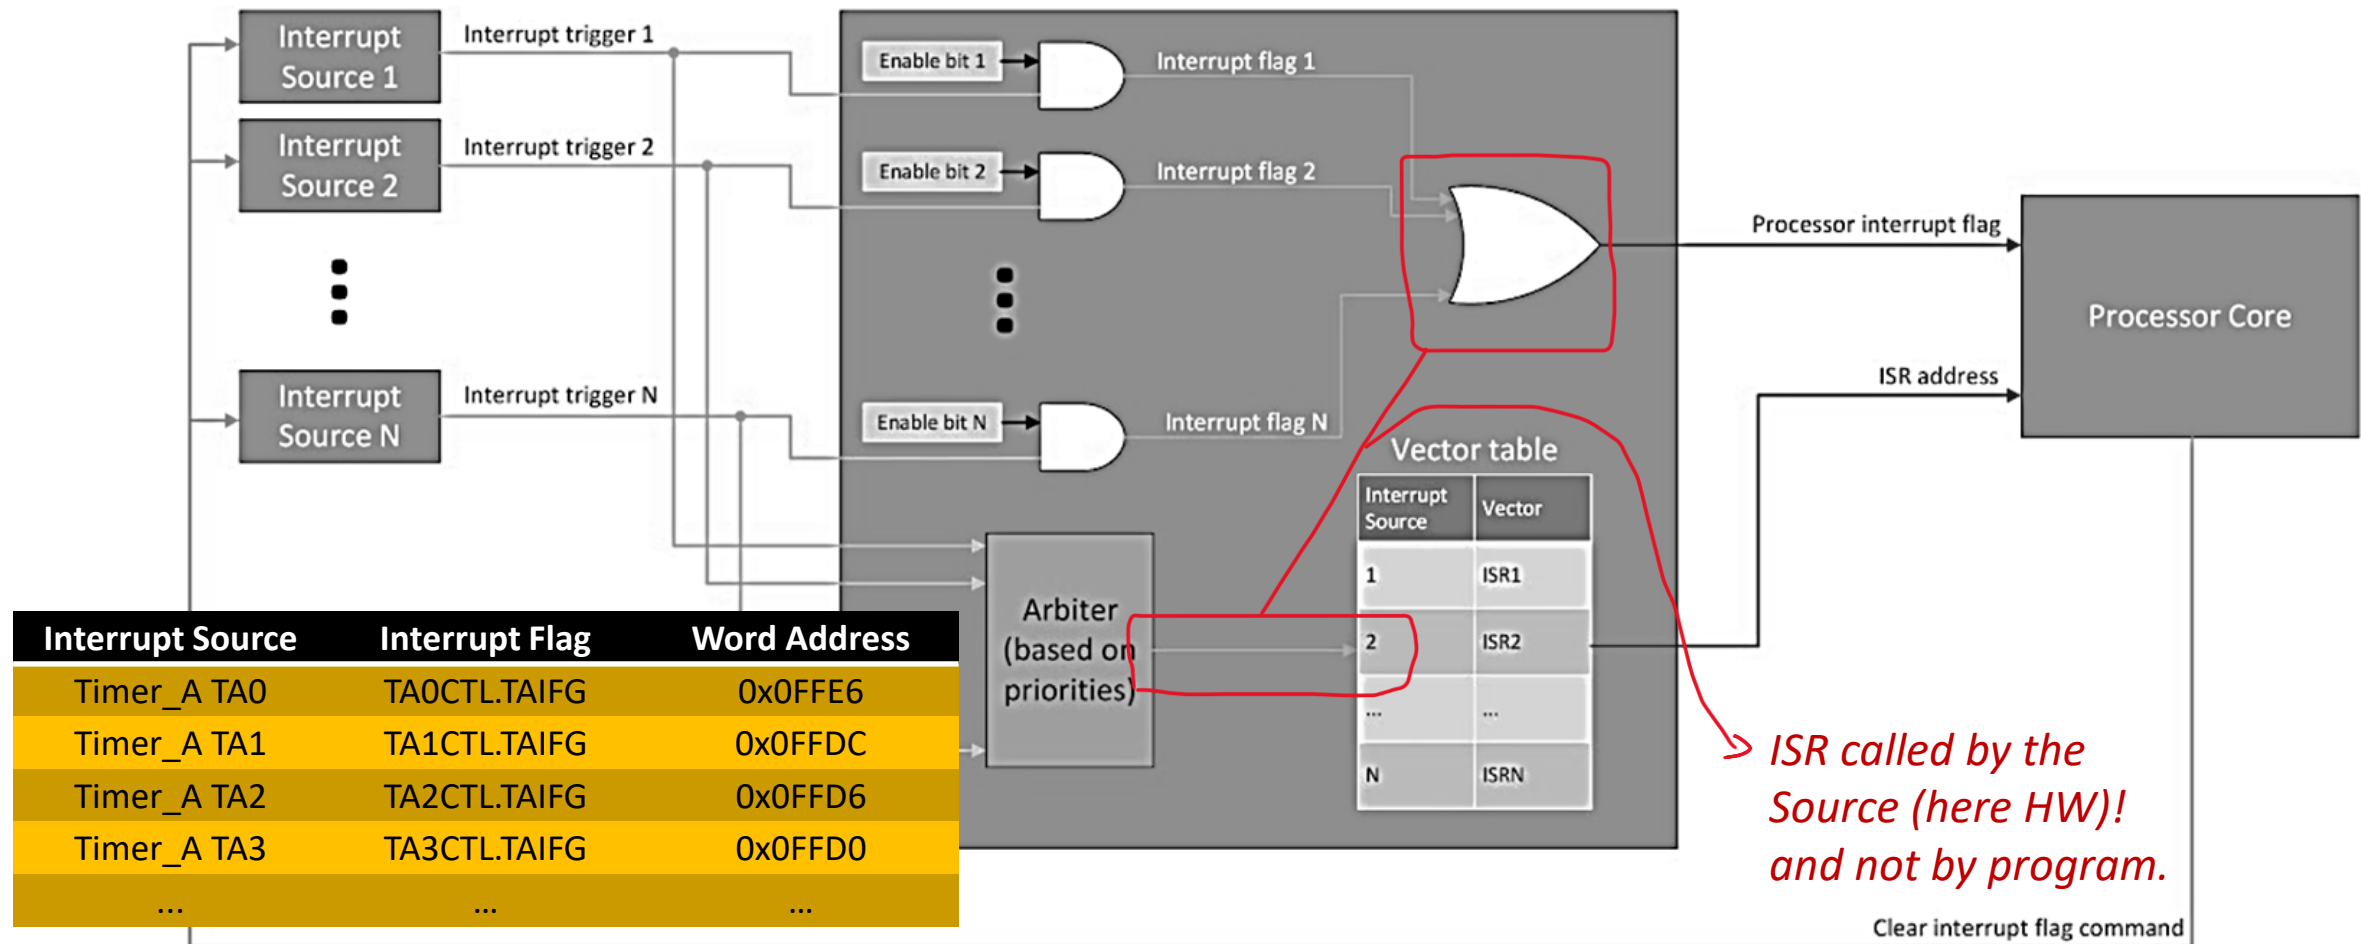 Interrupt
Source 1
Interrupt trigger 1
Enable bit 1
Interrupt flag 1
Interrupt
Source 2
Interrupt trigger 2
Enable bit 2
Interrupt flag 2
Processor interrupt flag
Processor Core
ISR address
Interrupt
Source N
Interrupt trigger N
Enable bit N
Interrupt flag N
Vector table
Interrupt
Source
Vector
1 ISR1
2 ISR2
... ...
N ISRN
Arbiter
(based on
priorities)
Interrupt Source Interrupt Flag Word Address
Timer_A TA0 TA0CTL.TAIFG 0x0FFE6
Timer_A TA1 TA1CTL.TAIFG 0x0FFDC
Timer_A TA2 TA2CTL.TAIFG 0x0FFD6
Timer_A TA3 TA3CTL.TAIFG 0x0FFD0
... ... ...
ISR called by the
Source (here HW)!
and not by program.
Clear interrupt flag command